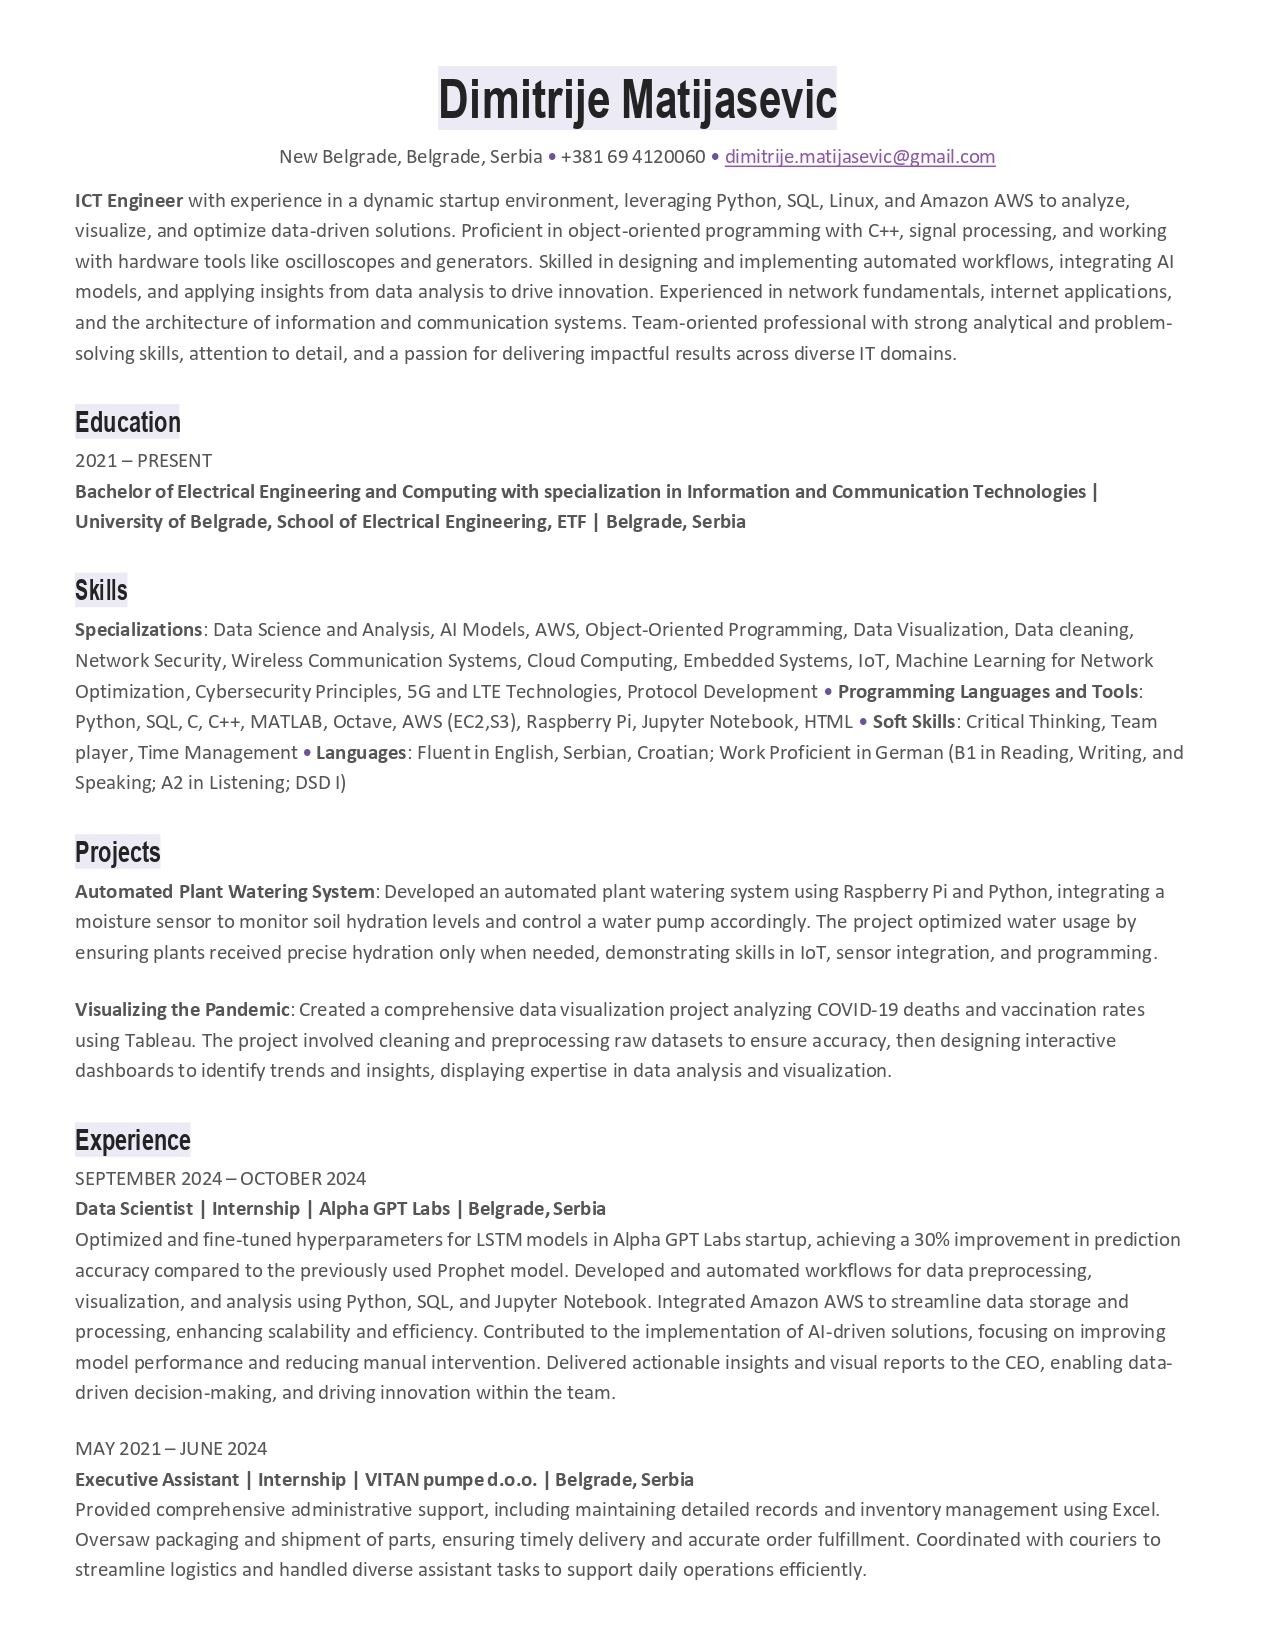 Dimitrije Matijasevic
New Belgrade, Belgrade, Serbia • +381 69 4120060 • dimitrije.matijasevic@gmail.com
ICT Engineer with experience in a dynamic startup environment, leveraging Python, SQL, Linux, and Amazon AWS to analyze,
visualize, and optimize data-driven solutions. Proficient in object-oriented programming with C++, signal processing, and working
with hardware tools like oscilloscopes and generators. Skilled in designing and implementing automated workflows, integrating AI
models, and applying insights from data analysis to drive innovation. Experienced in network fundamentals, internet applications,
and the architecture of information and communication systems. Team-oriented professional with strong analytical and problem-
solving skills, attention to detail, and a passion for delivering impactful results across diverse IT domains.
Education
2021 – PRESENT
Bachelor of Electrical Engineering and Computing with specialization in Information and Communication Technologies |
University of Belgrade, School of Electrical Engineering, ETF | Belgrade, Serbia
Skills
Specializations: Data Science and Analysis, AI Models, AWS, Object-Oriented Programming, Data Visualization, Data cleaning,
Network Security, Wireless Communication Systems, Cloud Computing, Embedded Systems, IoT, Machine Learning for Network
Optimization, Cybersecurity Principles, 5G and LTE Technologies, Protocol Development • Programming Languages and Tools:
Python, SQL, C, C++, MATLAB, Octave, AWS (EC2,S3), Raspberry Pi, Jupyter Notebook, HTML • Soft Skills: Critical Thinking, Team
player, Time Management • Languages: Fluent in English, Serbian, Croatian; Work Proficient in German (B1 in Reading, Writing, and
Speaking; A2 in Listening; DSD I)
Projects
Automated Plant Watering System: Developed an automated plant watering system using Raspberry Pi and Python, integrating a
moisture sensor to monitor soil hydration levels and control a water pump accordingly. The project optimized water usage by
ensuring plants received precise hydration only when needed, demonstrating skills in IoT, sensor integration, and programming.
Visualizing the Pandemic: Created a comprehensive data visualization project analyzing COVID-19 deaths and vaccination rates
using Tableau. The project involved cleaning and preprocessing raw datasets to ensure accuracy, then designing interactive
dashboards to identify trends and insights, displaying expertise in data analysis and visualization.
Experience
SEPTEMBER 2024 – OCTOBER 2024
Data Scientist | Internship | Alpha GPT Labs | Belgrade, Serbia
Optimized and fine-tuned hyperparameters for LSTM models in Alpha GPT Labs startup, achieving a 30% improvement in prediction
accuracy compared to the previously used Prophet model. Developed and automated workflows for data preprocessing,
visualization, and analysis using Python, SQL, and Jupyter Notebook. Integrated Amazon AWS to streamline data storage and
processing, enhancing scalability and efficiency. Contributed to the implementation of AI-driven solutions, focusing on improving
model performance and reducing manual intervention. Delivered actionable insights and visual reports to the CEO, enabling data-
driven decision-making, and driving innovation within the team.
MAY 2021 – JUNE 2024
Executive Assistant | Internship | VITAN pumpe d.o.o. | Belgrade, Serbia
Provided comprehensive administrative support, including maintaining detailed records and inventory management using Excel.
Oversaw packaging and shipment of parts, ensuring timely delivery and accurate order fulfillment. Coordinated with couriers to
streamline logistics and handled diverse assistant tasks to support daily operations efficiently.